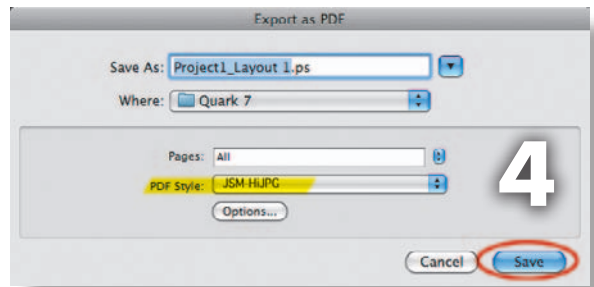 Export as PDF
Save As: Project1_Layout 1.ps
Where: Quark 7
Pages: All
PDF Style: JSM-HiJPG
Options...
4
Cancel Save